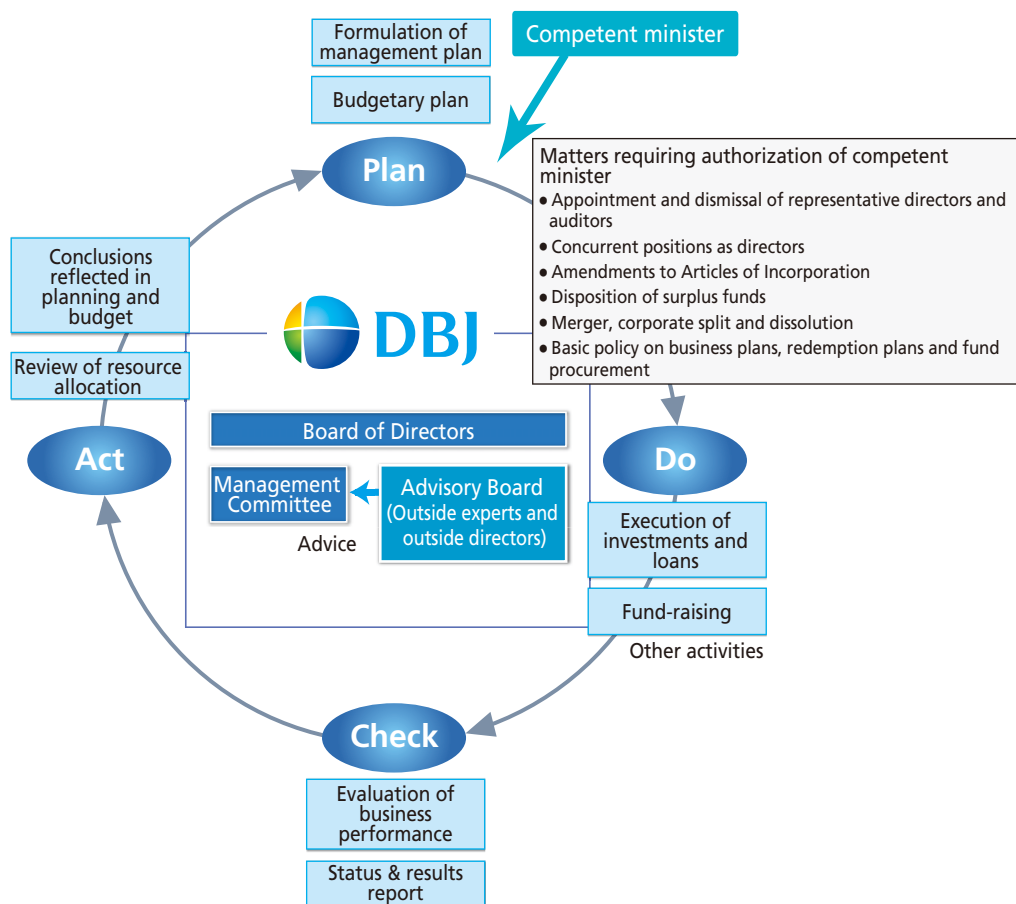 Formulation of
management plan
Competent minister
Budgetary plan
Plan
Matters requiring authorization of competent
minister
• Appointment and dismissal of representative directors and
auditors
• Concurrent positions as directors
• Amendments to Articles of Incorporation
• Disposition of surplus funds
• Merger, corporate split and dissolution
• Basic policy on business plans, redemption plans and fund
procurement
Conclusions
reflected in
planning and
budget
Review of resource
allocation
DBJ
Act
Board of Directors
Management
Committee
Advisory Board
(Outside experts and
outside directors)
Advice
Do
Execution of
investments and
loans
Fund-raising
Other activities
Check
Evaluation of
business
performance
Status & results
report